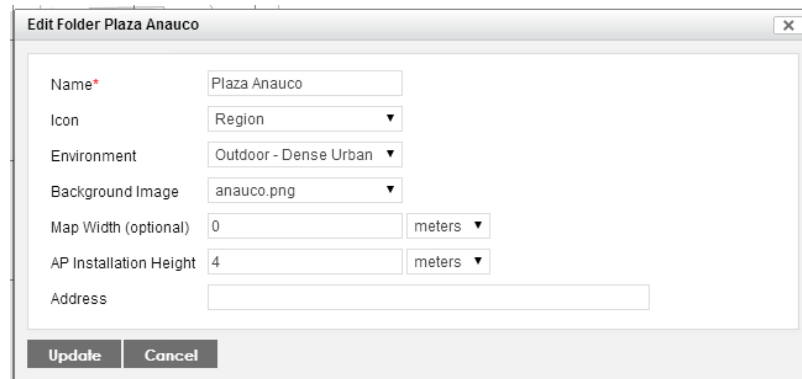 Edit Folder Plaza Anauco
Name* Plaza Anauco
Icon Region
Environment Outdoor - Dense Urban
Background Image anauco.png
Map Width (optional) 0 meters
AP Installation Height 4 meters
Address
Update Cancel